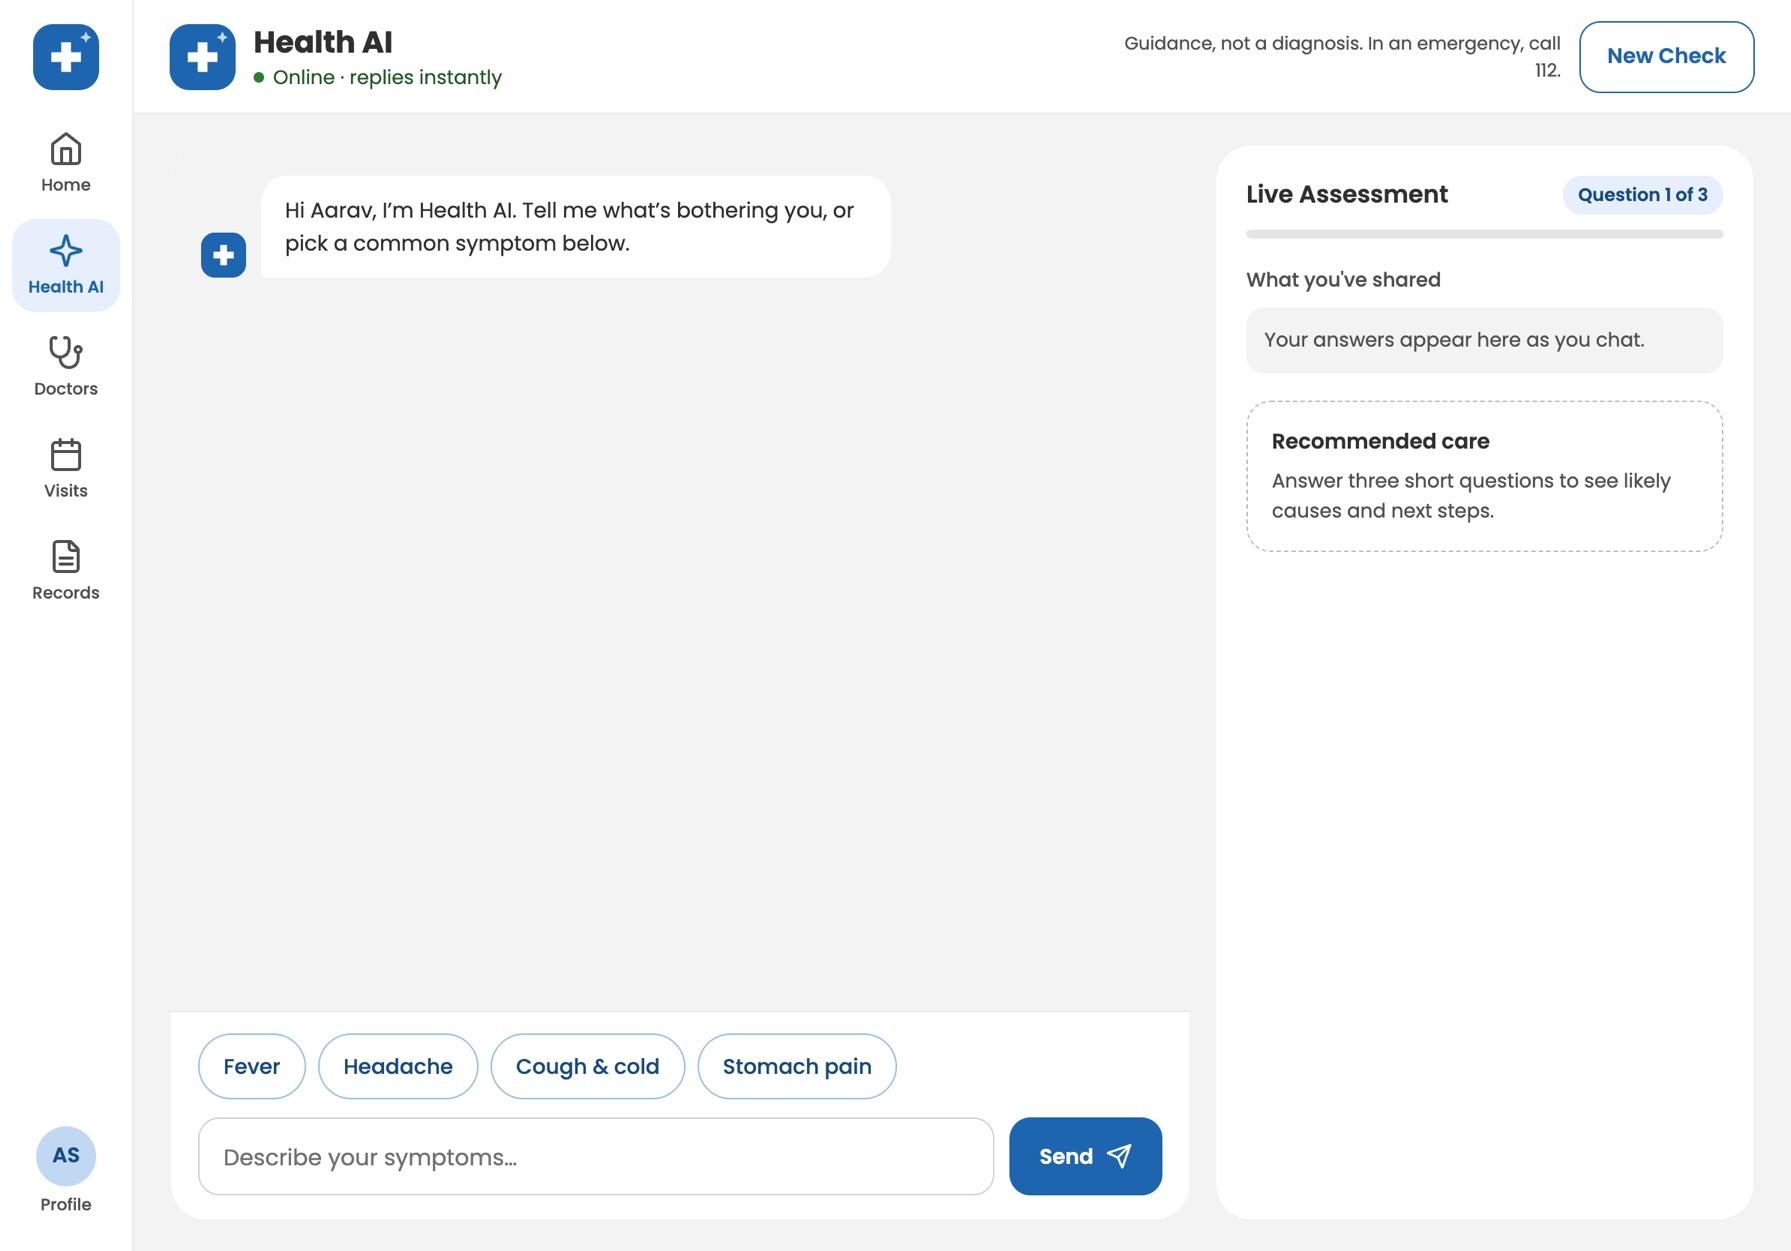 Home
Health AI
Doctors
Visits
Records
AS
Profile
Health AI
Online · replies instantly
Guidance, not a diagnosis. In an emergency, call
112.
New Check
Hi Aarav, I’m Health AI. Tell me what’s bothering you, or
pick a common symptom below.
Fever
Headache
Cough & cold
Stomach pain
Describe your symptoms...
Send
Live Assessment
Question 1 of 3
What you've shared
Your answers appear here as you chat.
Recommended care
Answer three short questions to see likely
causes and next steps.